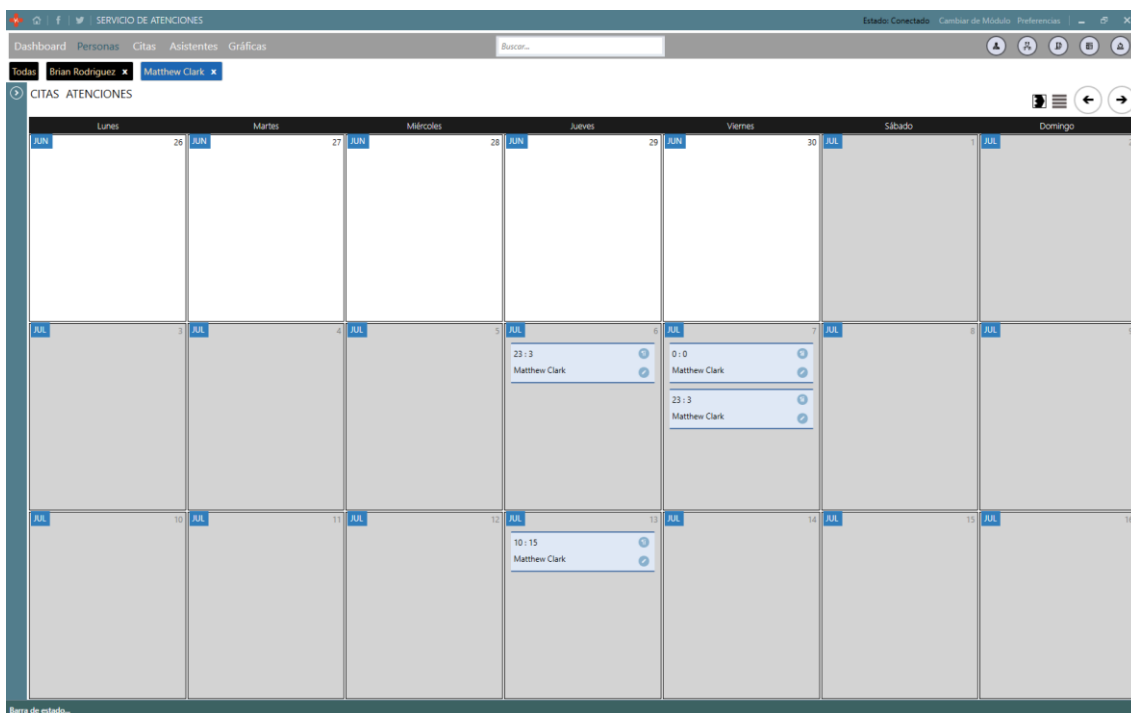 SERVICIO DE ATENCIONES
Estado: Conectado Cambiar de Módulo Preferencias
Dashboard Personas Citas Asistentes Gráficas
Buscar...
Todas Brian Rodriguez x Matthew Clark x
CITAS ATENCIONES
Lunes Martes Miércoles Jueves Viernes Sábado Domingo
JUN 26 JUN 27 JUN 28 JUN 29 JUN 30 JUL 1 JUL
JUL 3 JUL 4 JUL 5 JUL 6 JUL 7 JUL 8 JUL
23 : 3 0 : 0
Matthew Clark Matthew Clark
23 : 3
Matthew Clark
JUL 10 JUL 11 JUL 12 JUL 13 JUL 14 JUL 15 JUL 16
10 : 15
Matthew Clark
Barra de estado...